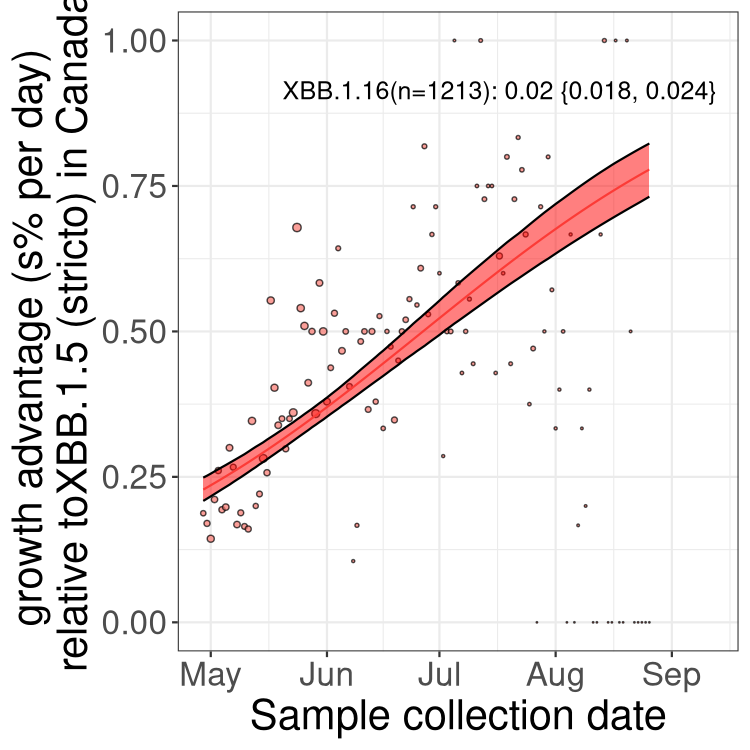 growth advantage (s% per day)
relative toXBB.1.5 (stricto) in Canada
1.00
XBB.1.16(n=1213): 0.02 {0.018, 0.024}
0.75
0.50
0.25
0.00
May Jun Jul Aug Sep
Sample collection date